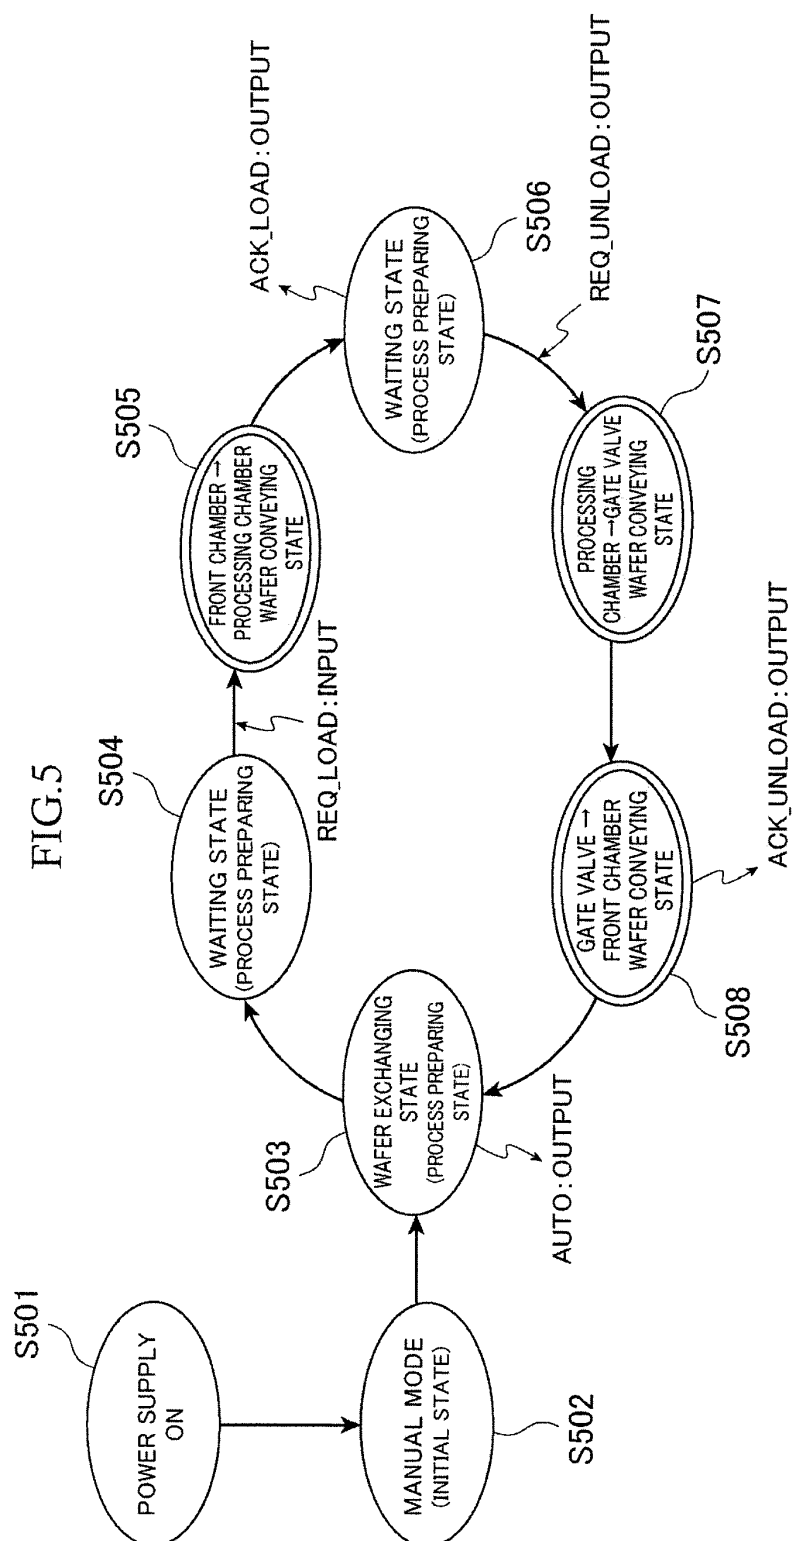 FIG.5
S501
POWER SUPPLY
ON
MANUAL MODE
(INITIAL STATE)
S502
S503
WAFER EXCHANGING
STATE
(PROCESS PREPARING
STATE)
AUTO:OUTPUT
S504
WAITING STATE
(PROCESS PREPARING
STATE)
REQ_LOAD:INPUT
S505
FRONT CHAMBER→
PROCESSING CHAMBER
WAFER CONVEYING
STATE
ACK_LOAD:OUTPUT
WAITING STATE
(PROCESS PREPARING
STATE)
S506
REQ_UNLOAD:OUTPUT
S507
PROCESSING
CHAMBER→GATE VALVE
WAFER CONVEYING
STATE
GATE VALVE→
FRONT CHAMBER
WAFER CONVEYING
STATE
S508
ACK_UNLOAD:OUTPUT